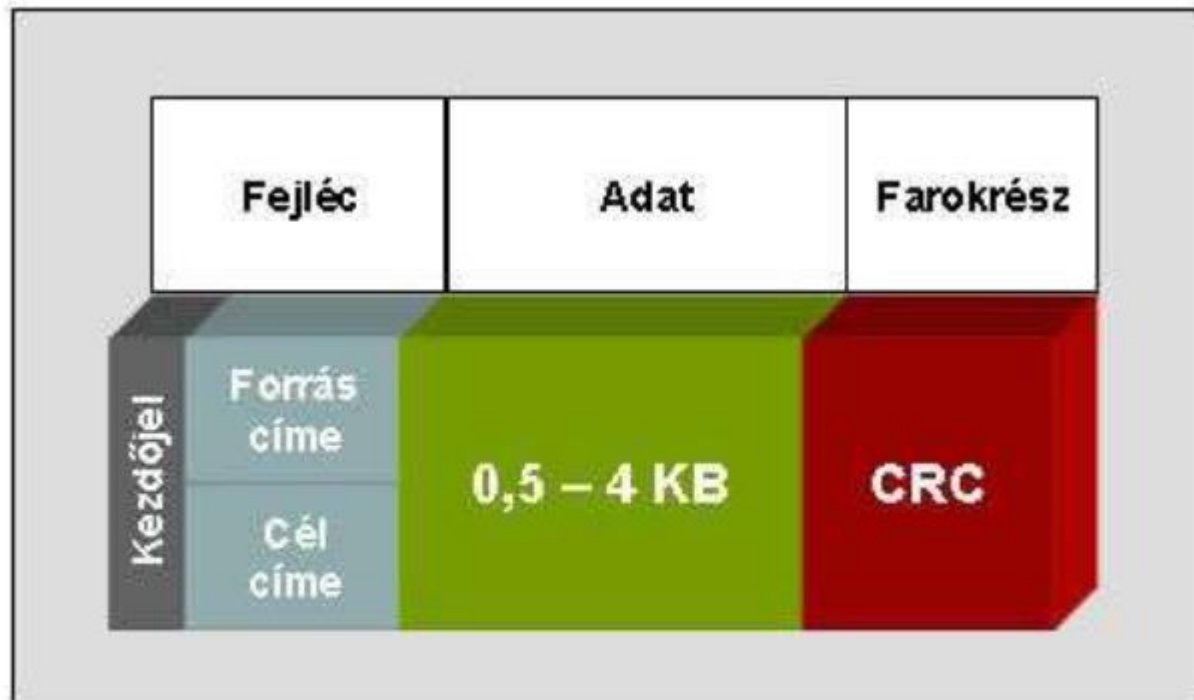 Fejléc
Adat
Farokrész
Kezdőjel
Forrás
címe
Cél
címe
0,5 – 4 KB
CRC